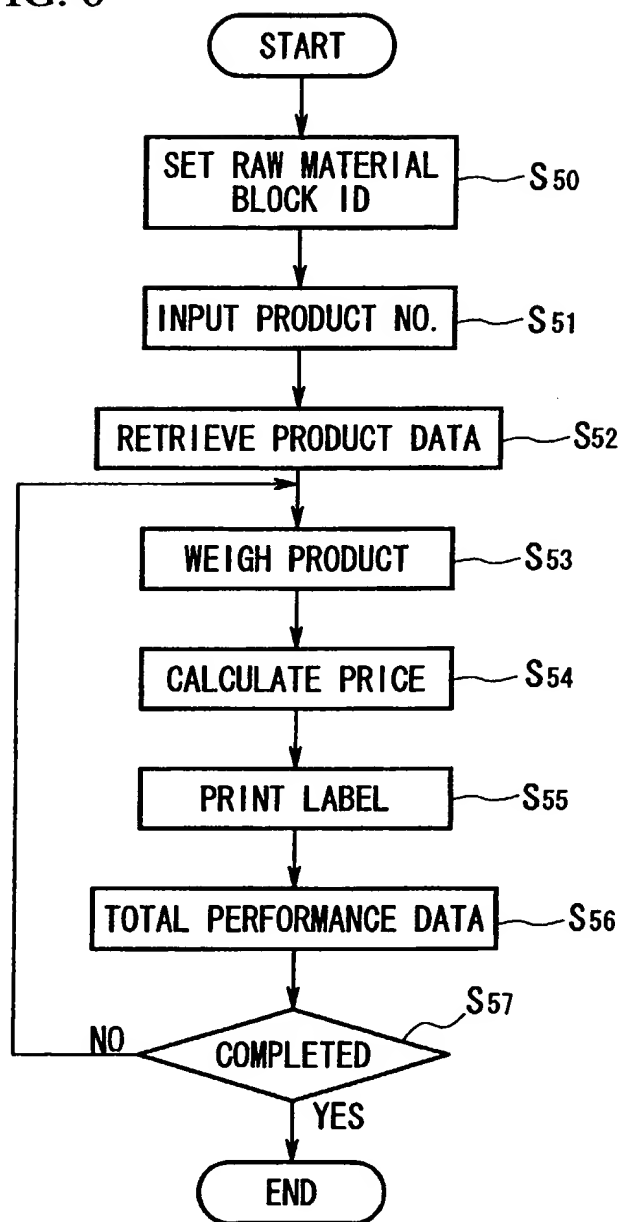 START
SET RAW MATERIAL
BLOCK ID
S50
INPUT PRODUCT NO.
S51
RETRIEVE PRODUCT DATA
S52
WEIGH PRODUCT
S53
CALCULATE PRICE
S54
PRINT LABEL
S55
TOTAL PERFORMANCE DATA
S56
S57
NO
COMPLETED
YES
END